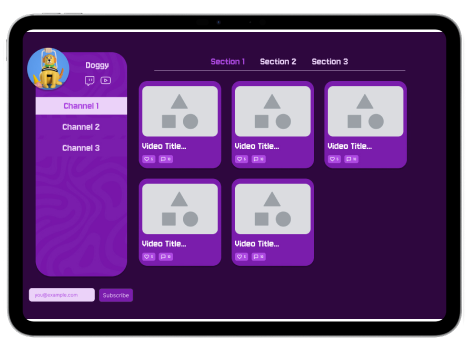 Doggy
Section 1 Section 2 Section 3
Channel 1
Channel 2
Channel 3
Video Title...
Video Title...
Video Title...
Video Title...
Video Title...
you@example.com Subscribe